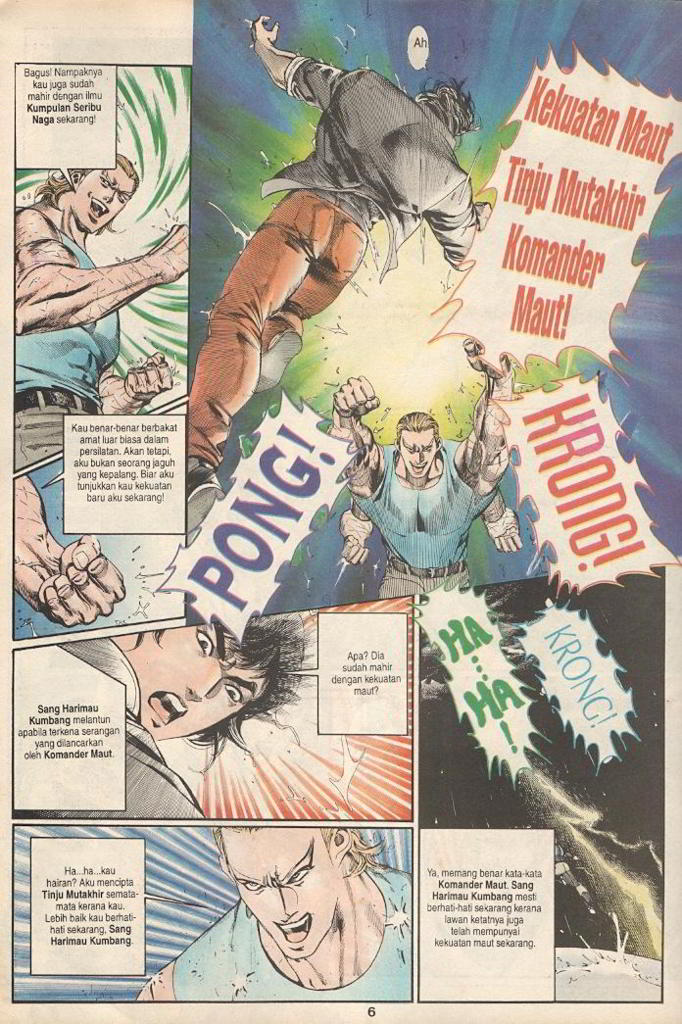 Bagus! Nampaknya
kau juga sudah
mahir dengan ilmu
Kumpulan Seribu
Naga sekarang!
Ah
Kekuatan Maut
Tinju Mutakhir
Komander
Maut!
Kau benar-benar berbakat
amat luar biasa dalam
persilatan. Akan tetapi,
aku bukan seorang jaguh
yang kepalang. Biar aku
tunjukkan kau kekuatan
baru aku sekarang!
PONG!
KRONG!
Apa? Dia
sudah mahir
dengan kekuatan
maut?
Sang Harimau
Kumbang melantun
apabila terkena serangan
yang dilancarkan
oleh Komander Maut.
HA..
HA..!
KRONG!
Ha...ha...kau
hairan? Aku mencipta
Tinju Mutakhir semata-
mata kerana kau.
Lebih baik kau berhati-
hati sekarang, Sang
Harimau Kumbang.
Ya, memang benar kata-kata
Komander Maut. Sang
Harimau Kumbang mesti
berhati-hati sekarang kerana
lawan ketatnya juga
telah mempunyai
kekuatan maut sekarang.
6